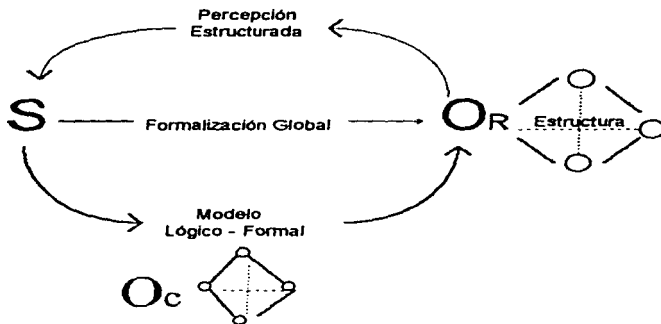 Percepción
Estructurada
S
Formalización Global
OR
Estructura
Modelo
Lógico - Formal
Oc